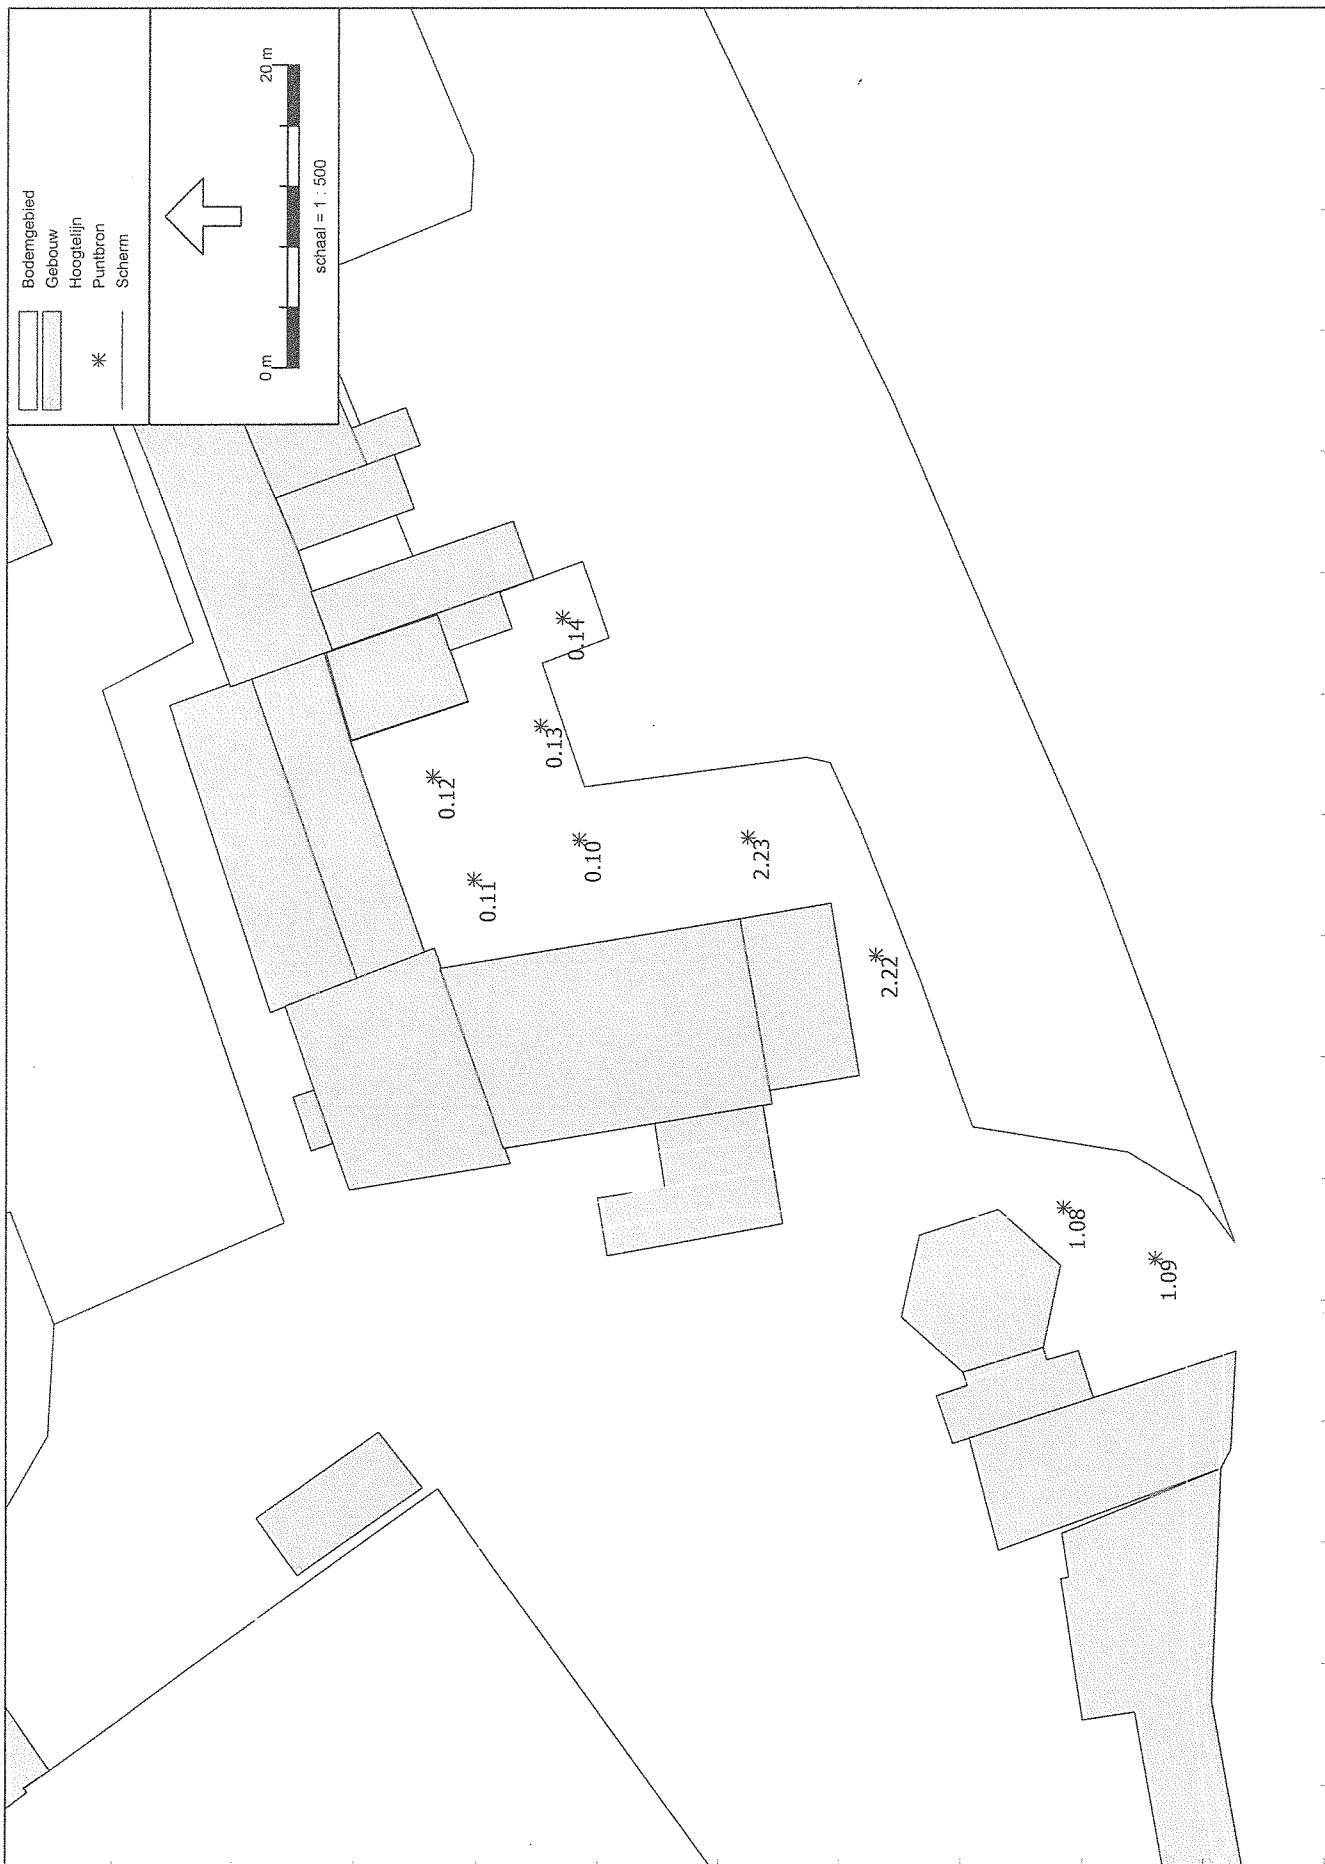 Bodemgebied
Gebouw
Hoogtelijn
Puntbron
Scherm
0 m
20 m
schaal = 1 : 500
0.14
0.13
0.12
0.10
0.11
2.23
2.22
1.08
1.09